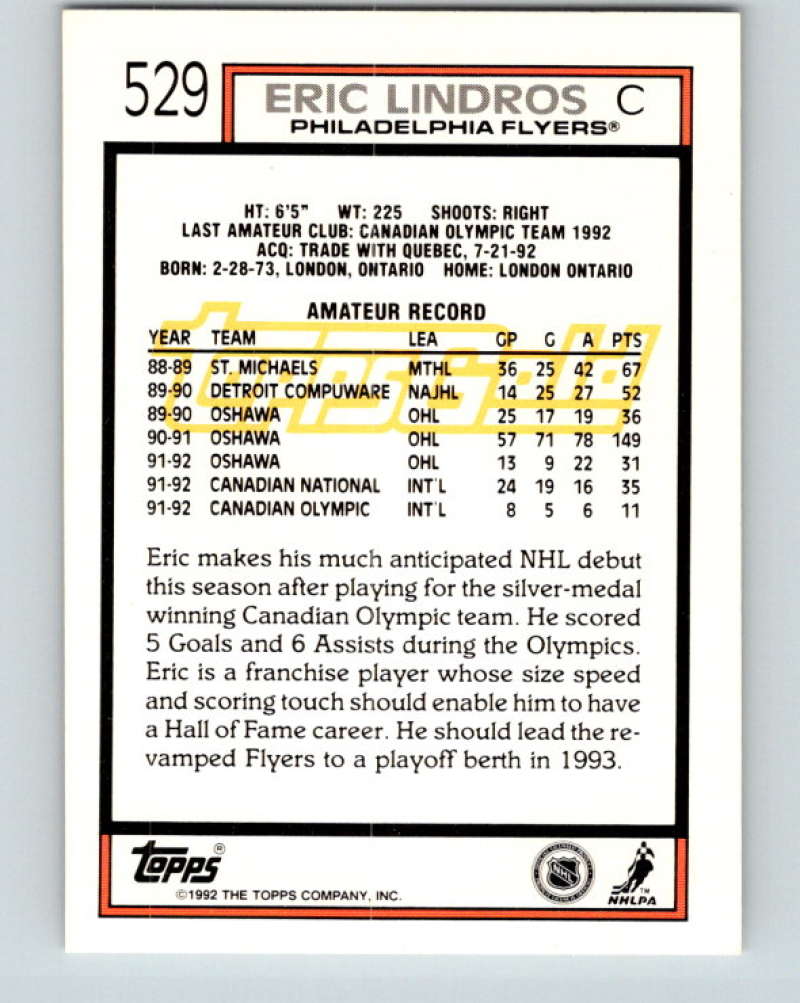 529 ERIC LINDROS C
PHILADELPHIA FLYERS®
HT: 6'5" WT: 225 SHOOTS: RIGHT
LAST AMATEUR CLUB: CANADIAN OLYMPIC TEAM 1992
ACQ: TRADE WITH QUEBEC, 7-21-92
BORN: 2-28-73, LONDON, ONTARIO HOME: LONDON ONTARIO
topps Gold
AMATEUR RECORD
YEAR TEAM LEA GP G A PTS
88-89 ST. MICHAELS MTHL 36 25 42 67
89-90 DETROIT COMPUWARE NAJHL 14 25 27 52
89-90 OSHAWA OHL 25 17 19 36
90-91 OSHAWA OHL 57 71 78 149
91-92 OSHAWA OHL 13 9 22 31
91-92 CANADIAN NATIONAL INT'L 24 19 16 35
91-92 CANADIAN OLYMPIC INT'L 8 5 6 11
Eric makes his much anticipated NHL debut
this season after playing for the silver-medal
winning Canadian Olympic team. He scored
5 Goals and 6 Assists during the Olympics.
Eric is a franchise player whose size speed
and scoring touch should enable him to have
a Hall of Fame career. He should lead the re-
vamped Flyers to a playoff berth in 1993.
topps®
©1992 THE TOPPS COMPANY, INC.
NHL
TM
NHLPA